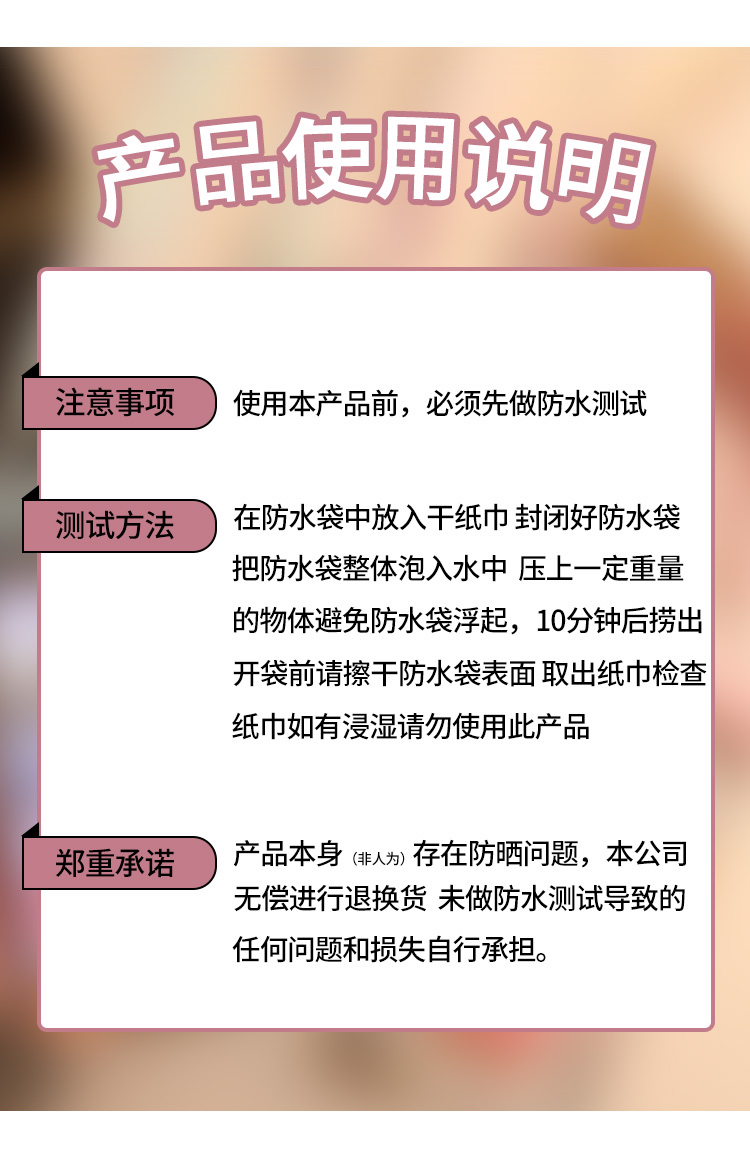 产品使用说明
注意事项
使用本产品前，必须先做防水测试
测试方法
在防水袋中放入干纸巾 封闭好防水袋
把防水袋整体泡入水中 压上一定重量
的物体避免防水袋浮起，10分钟后捞出
开袋前请擦干防水袋表面 取出纸巾检查
纸巾如有浸湿请勿使用此产品
郑重承诺
产品本身（非人为）存在防晒问题，本公司
无偿进行退换货 未做防水测试导致的
任何问题和损失自行承担。